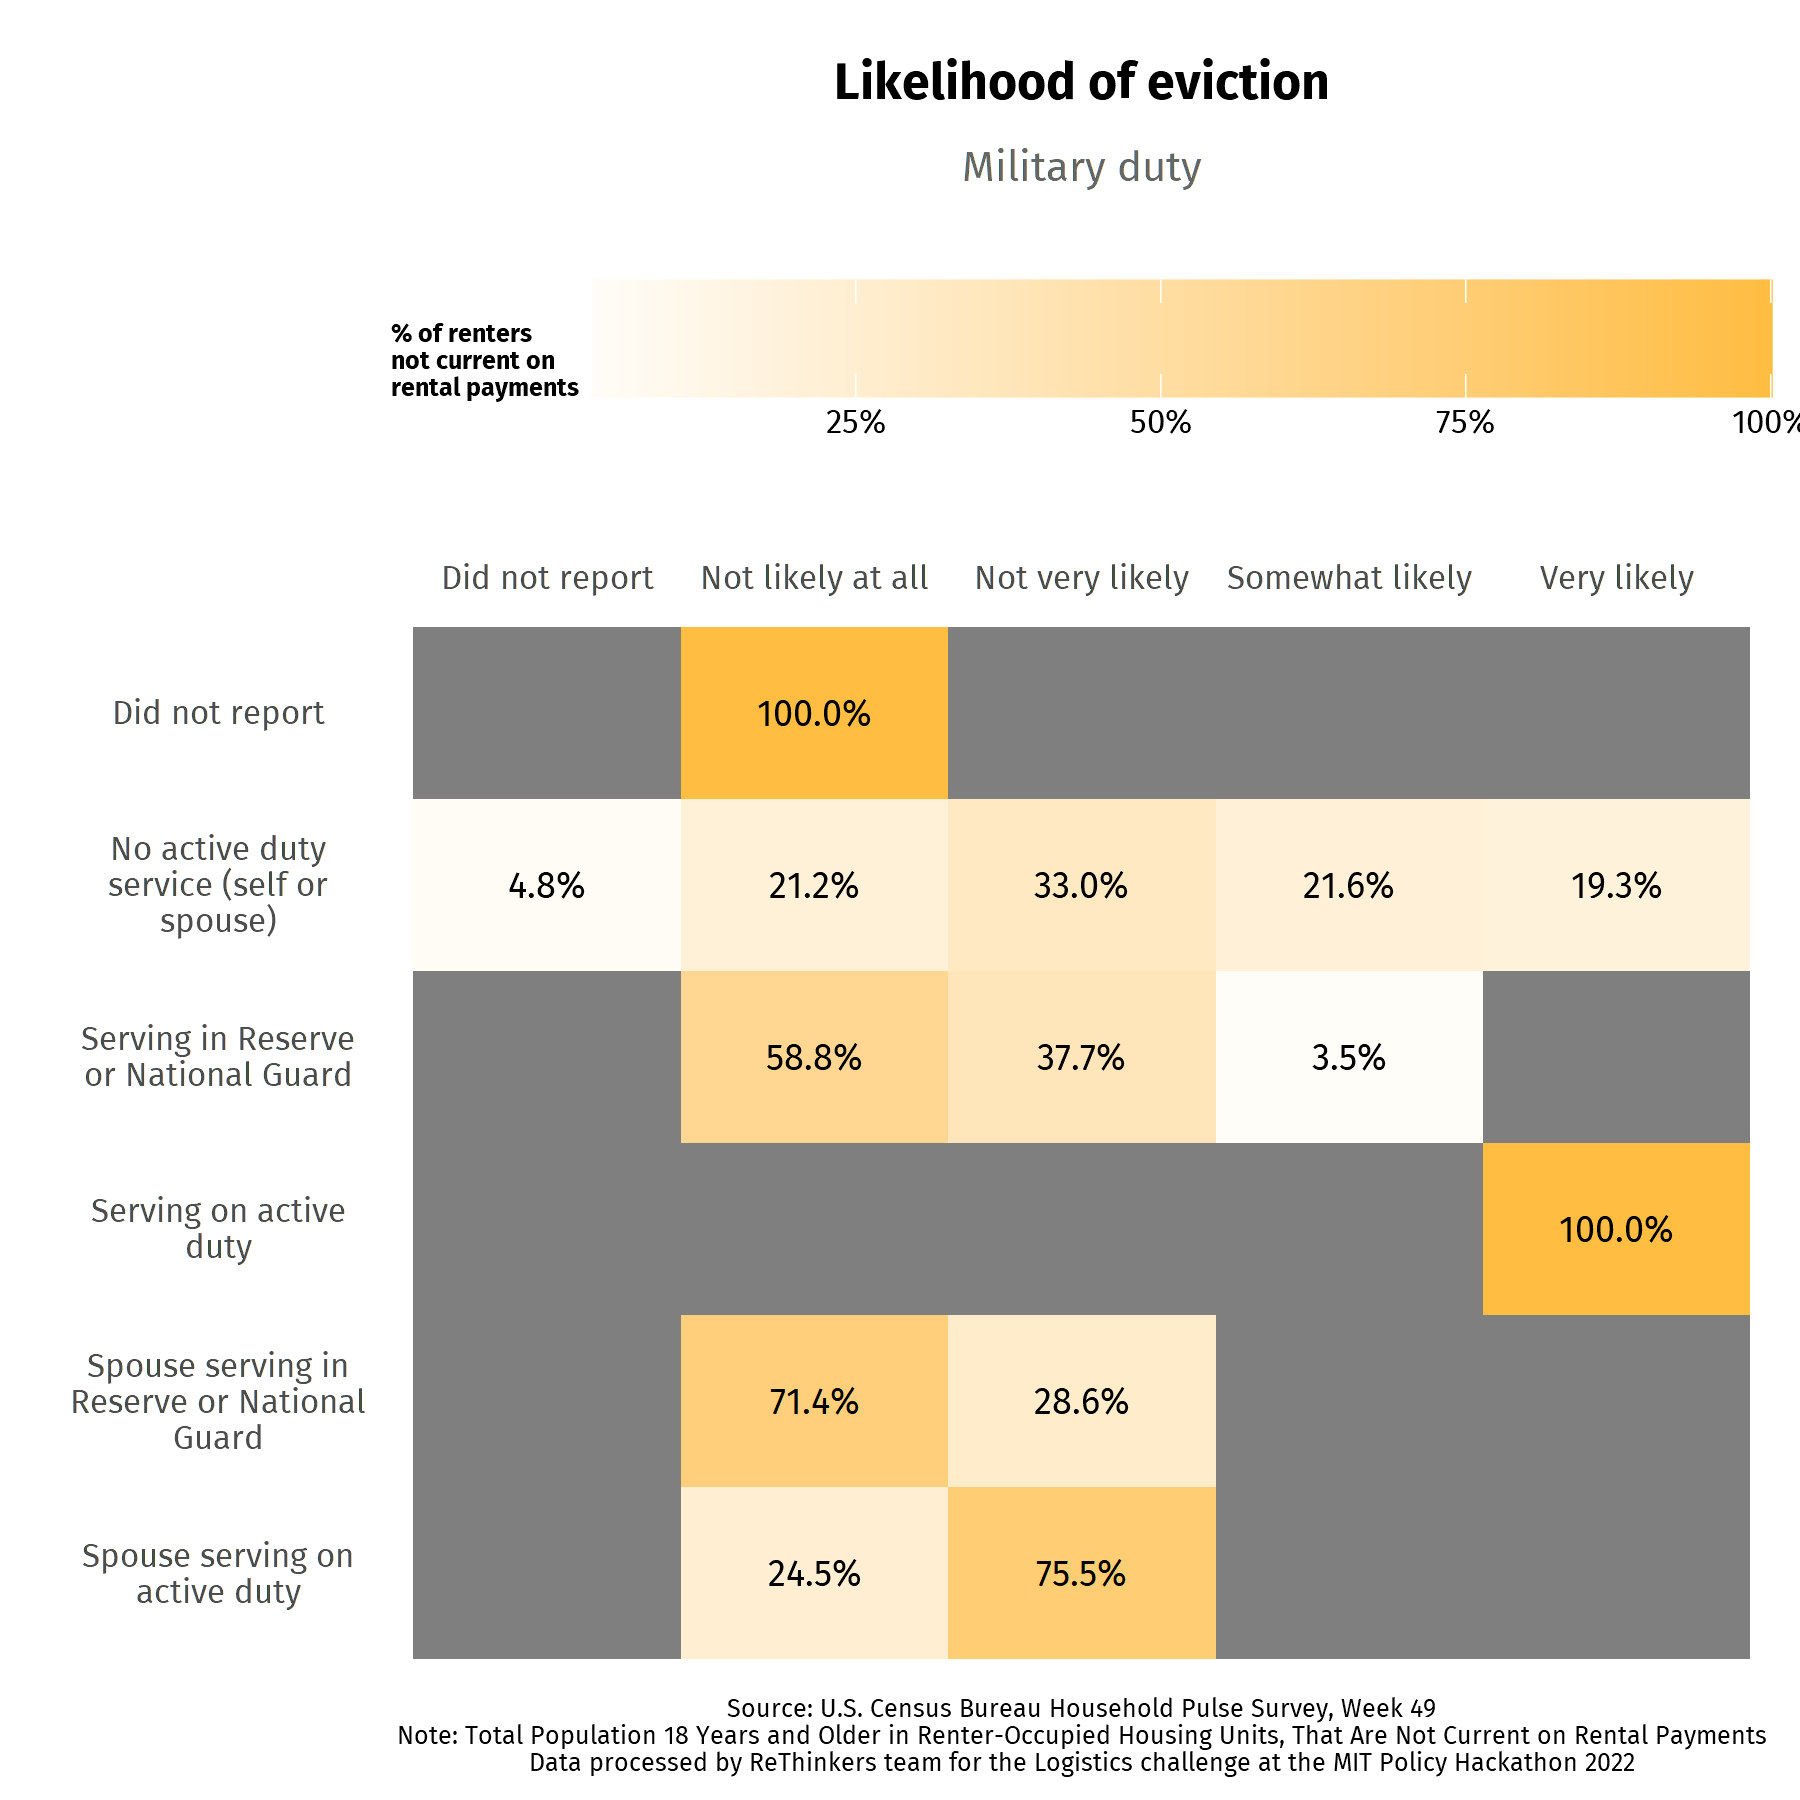 Likelihood of eviction
Military duty
% of renters
not current on
rental payments
25%
50%
75%
100%
Did not report
Not likely at all
Not very likely
Somewhat likely
Very likely
Did not report
100.0%
No active duty
service (self or
spouse)
4.8%
21.2%
33.0%
21.6%
19.3%
Serving in Reserve
or National Guard
58.8%
37.7%
3.5%
Serving on active
duty
100.0%
Spouse serving in
Reserve or National
Guard
71.4%
28.6%
Spouse serving on
active duty
24.5%
75.5%
Source: U.S. Census Bureau Household Pulse Survey, Week 49
Note: Total Population 18 Years and Older in Renter-Occupied Housing Units, That Are Not Current on Rental Payments
Data processed by ReThinkers team for the Logistics challenge at the MIT Policy Hackathon 2022